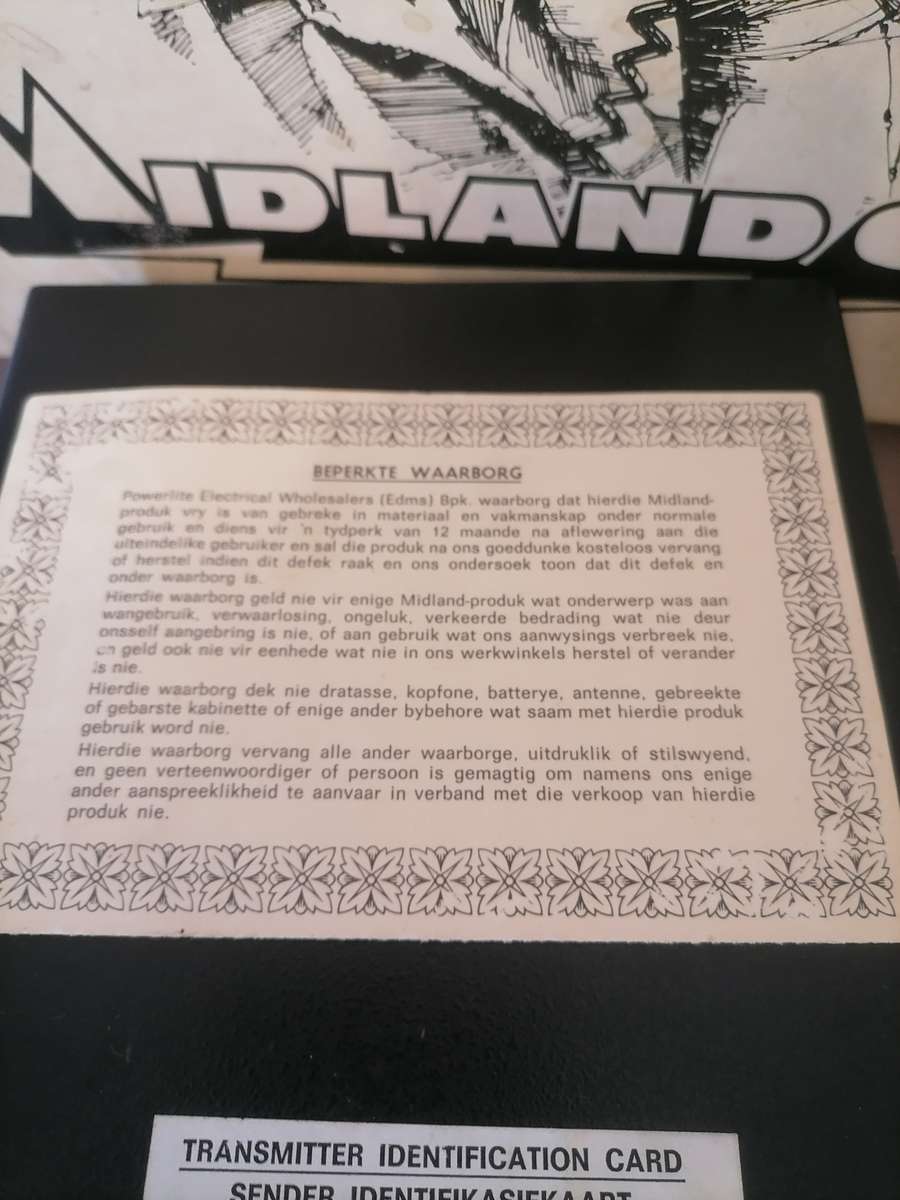 MIDLAND
BEPERKTE WAARBORG
Powerlite Electrical Wholesalers (Edms) Bpk. waarborg dat hierdie Midland-
produk vry is van gebreke in materiaal en vakmanskap onder normale
gebruik en diens vir 'n tydperk van 12 maande na aflewering aan die
uiteindelike gebruiker en sal die produk na ons goeddunke kosteloos vervang
of herstel indien dit defek raak en ons ondersoek toon dat dit defek en
onder waarborg is.
Hierdie waarborg geld nie vir enige Midland-produk wat onderwerp was aan
wangebruik, verwaarlosing, ongeluk, verkeerde bedrading wat nie deur
onsself aangebring is nie, of aan gebruik wat ons aanwysings verbreek nie,
en geld ook nie vir eenhede wat nie in ons werkwinkels herstel of verander
is nie.
Hierdie waarborg dek nie dratasse, kopfone, batterye, antenne, gebreekte
of gebarste kabinette of enige ander bybehore wat saam met hierdie produk
gebruik word nie.
Hierdie waarborg vervang alle ander waarborge, uitdruklik of stilswyend,
en geen verteenwoordiger of persoon is gemagtig om namens ons enige
ander aanspreeklikheid te aanvaar in verband met die verkoop van hierdie
produk nie.
TRANSMITTER IDENTIFICATION CARD
SENDER IDENTIFIKASIEKAART